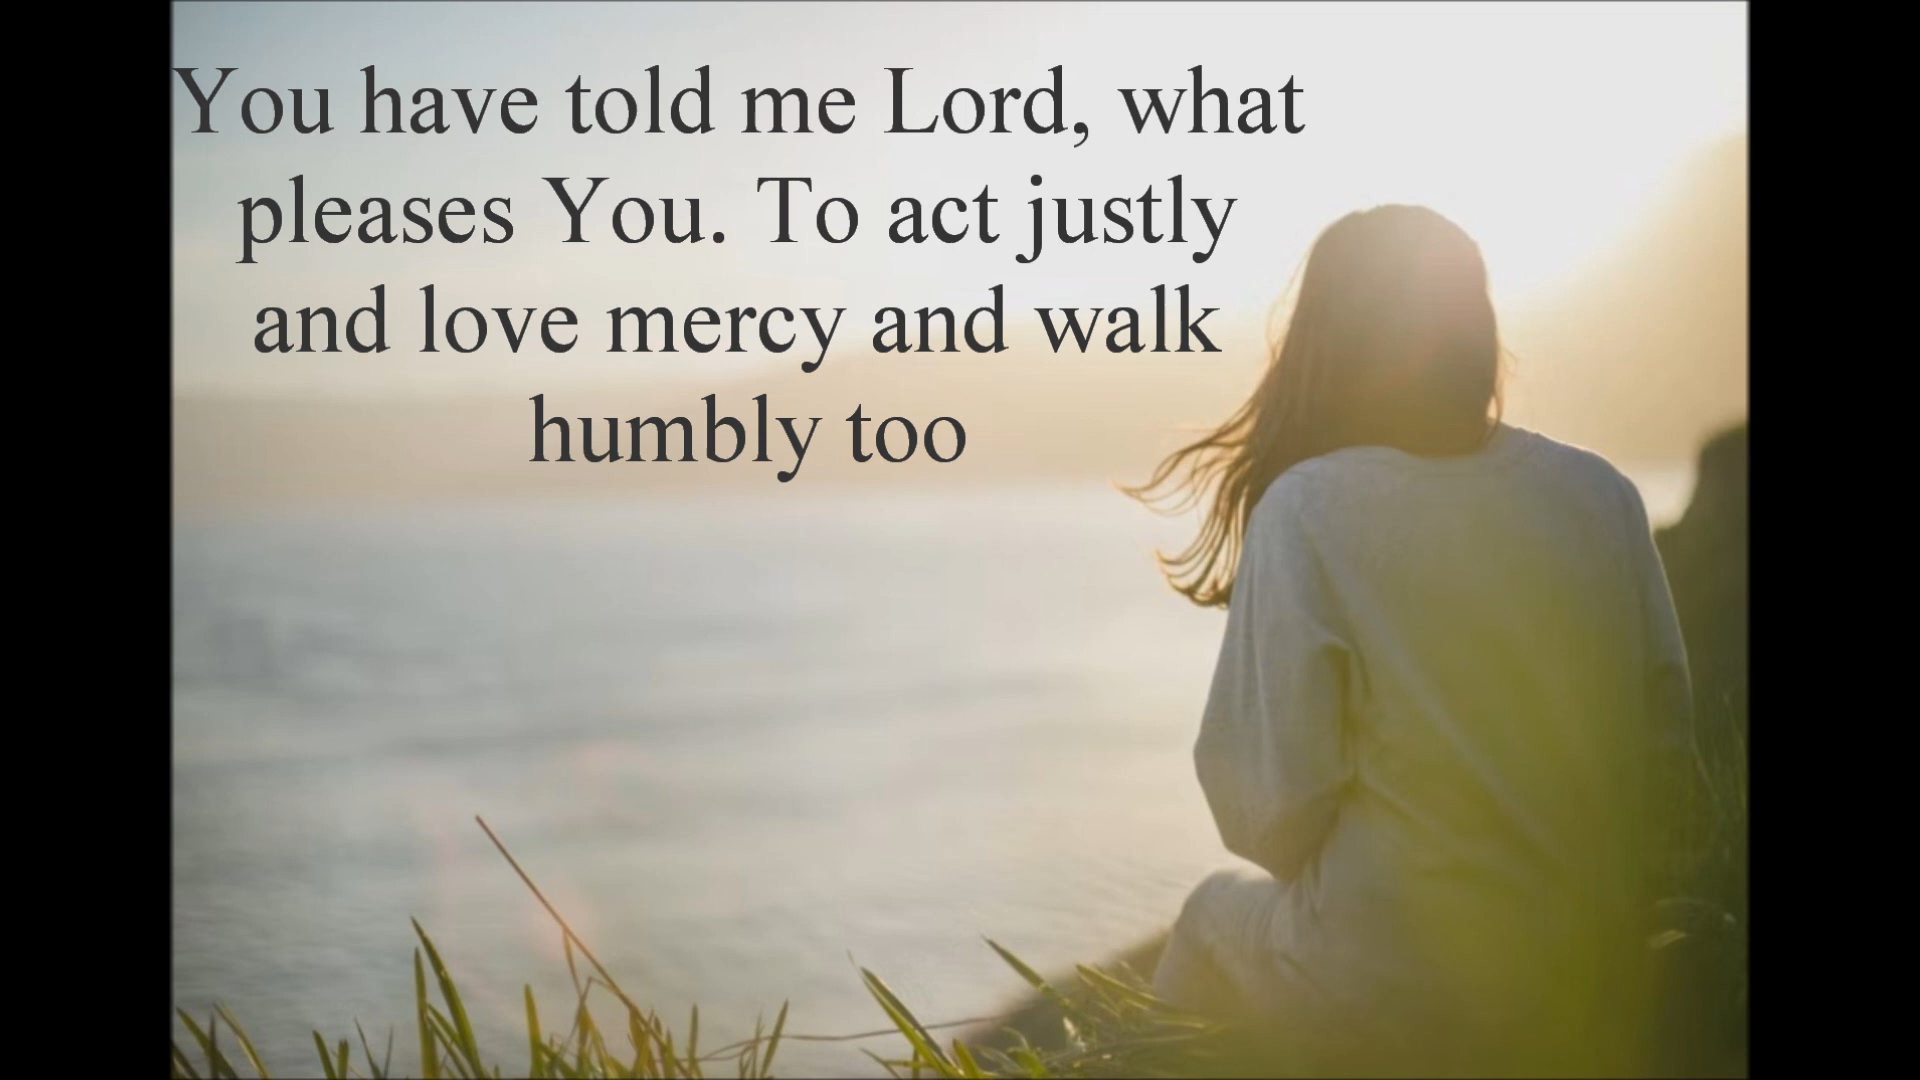 You have told me Lord, what
pleases You. To act justly
and love mercy and walk
humbly too